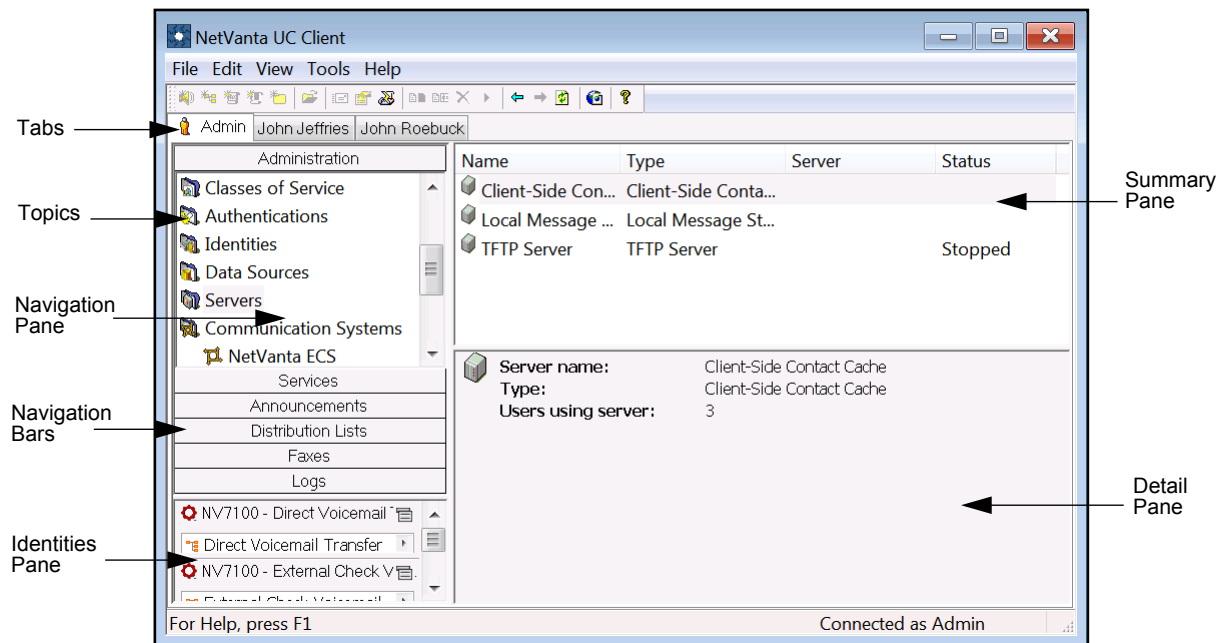 NetVanta UC Client
File Edit View Tools Help
Tabs
Admin John Jeffries John Roebuck
Administration
Name Type Server Status
Classes of Service
Client-Side Con... Client-Side Conta...
Summary
Pane
Topics
Authentications
Local Message ... Local Message St...
Identities
TFTP Server TFTP Server Stopped
Data Sources
Servers
Navigation
Pane
Communication Systems
NetVanta ECS
Server name: Client-Side Contact Cache
Services
Type: Client-Side Contact Cache
Announcements
Users using server: 3
Navigation
Bars
Distribution Lists
Faxes
Logs
Detail
Pane
NV7100 - Direct Voicemail
Identities
Pane
Direct Voicemail Transfer
NV7100 - External Check V
External Check Voicemail
For Help, press F1 Connected as Admin